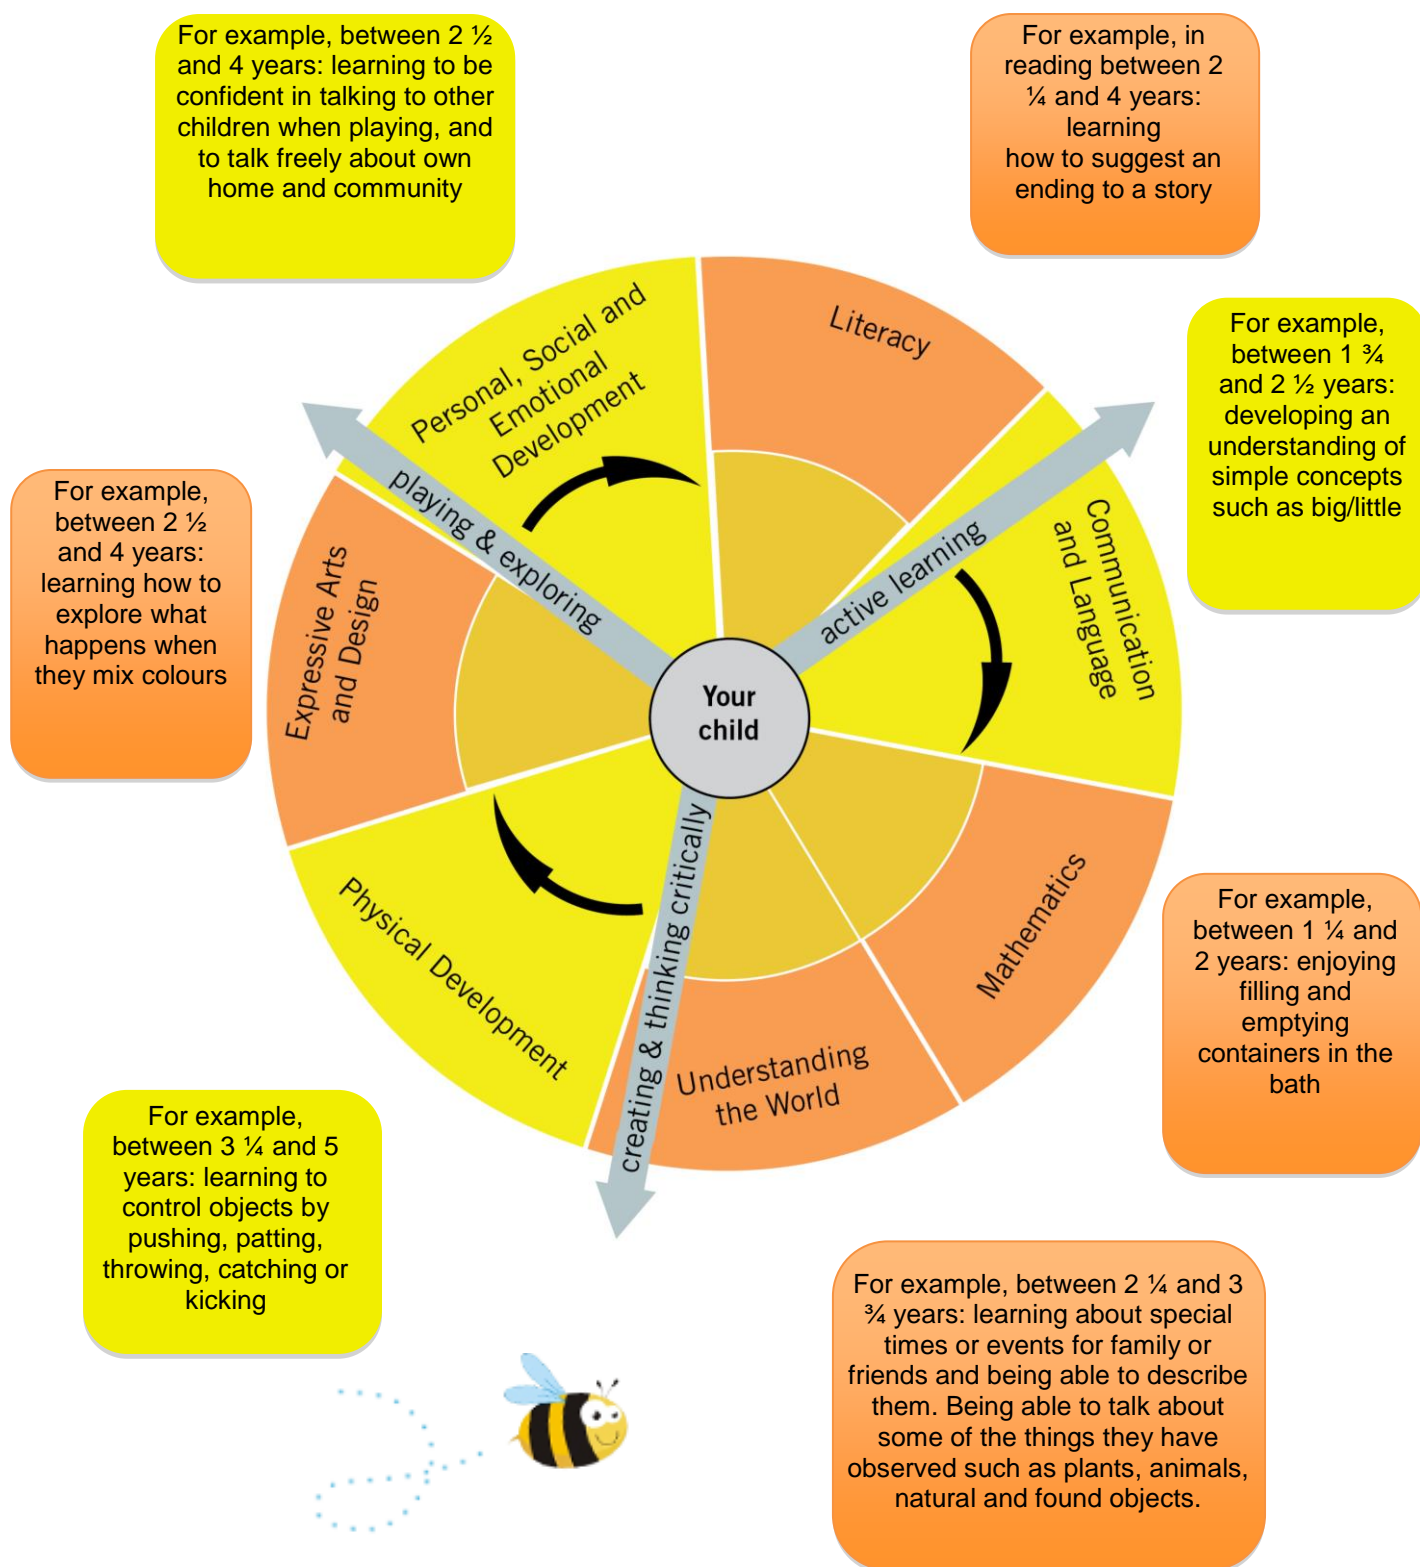 For example, between 2 ½
and 4 years: learning to be
confident in talking to other
children when playing, and
to talk freely about own
home and community
For example, in
reading between 2
¼ and 4 years:
learning
how to suggest an
ending to a story
For example,
between 1 ¾
and 2 ½ years:
developing an
understanding of
simple concepts
such as big/little
For example,
between 2 ½
and 4 years:
learning how to
explore what
happens when
they mix colours
Personal, Social and
Emotional
Development
Literacy
Communication
and Language
playing & exploring
active learning
Expressive Arts
and Design
Your
child
creating & thinking critically
Physical Development
Mathematics
Understanding
the World
For example,
between 1 ¼ and
2 years: enjoying
filling and
emptying
containers in the
bath
For example,
between 3 ¼ and 5
years: learning to
control objects by
pushing, patting,
throwing, catching or
kicking
For example, between 2 ¼ and 3
¾ years: learning about special
times or events for family or
friends and being able to describe
them. Being able to talk about
some of the things they have
observed such as plants, animals,
natural and found objects.